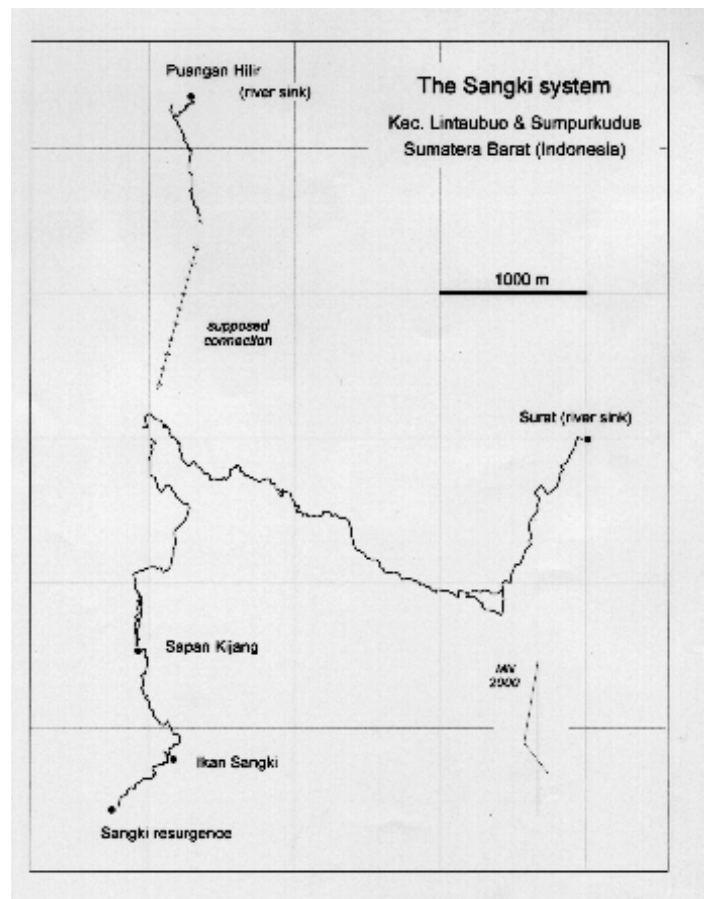 Puangan Hilir
(river sink)
The Sangki system
Kec. Lintaubuo & Sumpurkudus
Sumatera Barat (Indonesia)
1000 m
supposed
connection
Surat (river sink)
Sapan Kijang
MN
2000
Ikan Sangki
Sangki resurgence